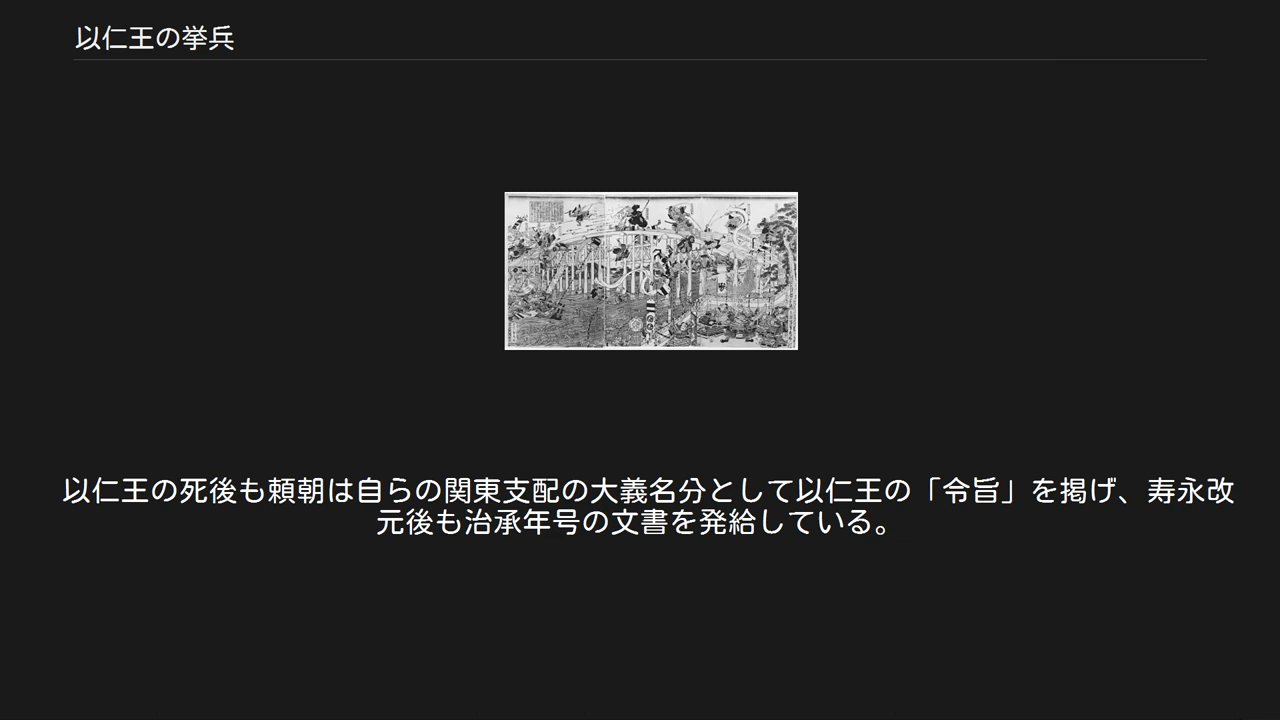 以仁王の挙兵
以仁王の死後も頼朝は自らの関東支配の大義名分として以仁王の「令旨」を掲げ、寿永改
元後も治承年号の文書を発給している。